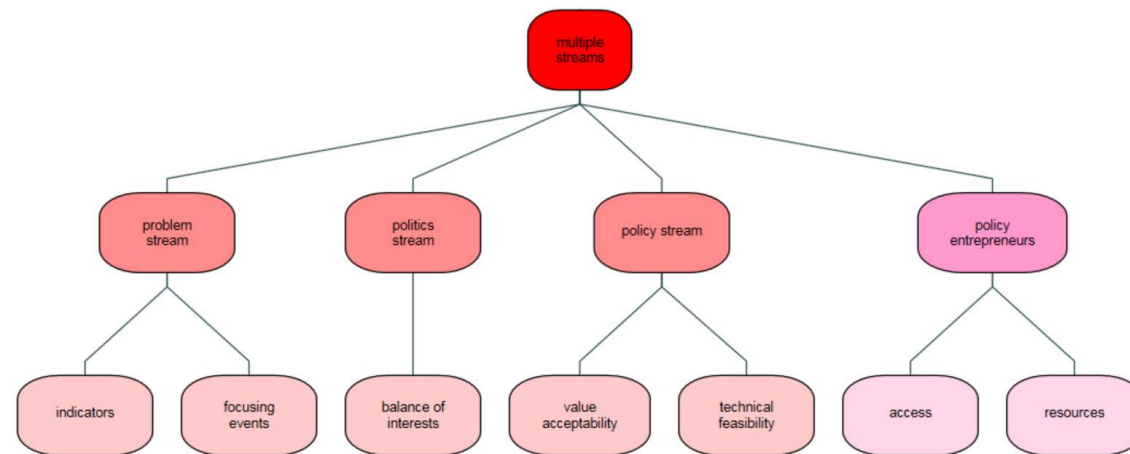 multiple
streams
problem
stream
politics
stream
policy stream
policy
entrepreneurs
indicators
focusing
events
balance of
interests
value
acceptability
technical
feasibility
access
resources